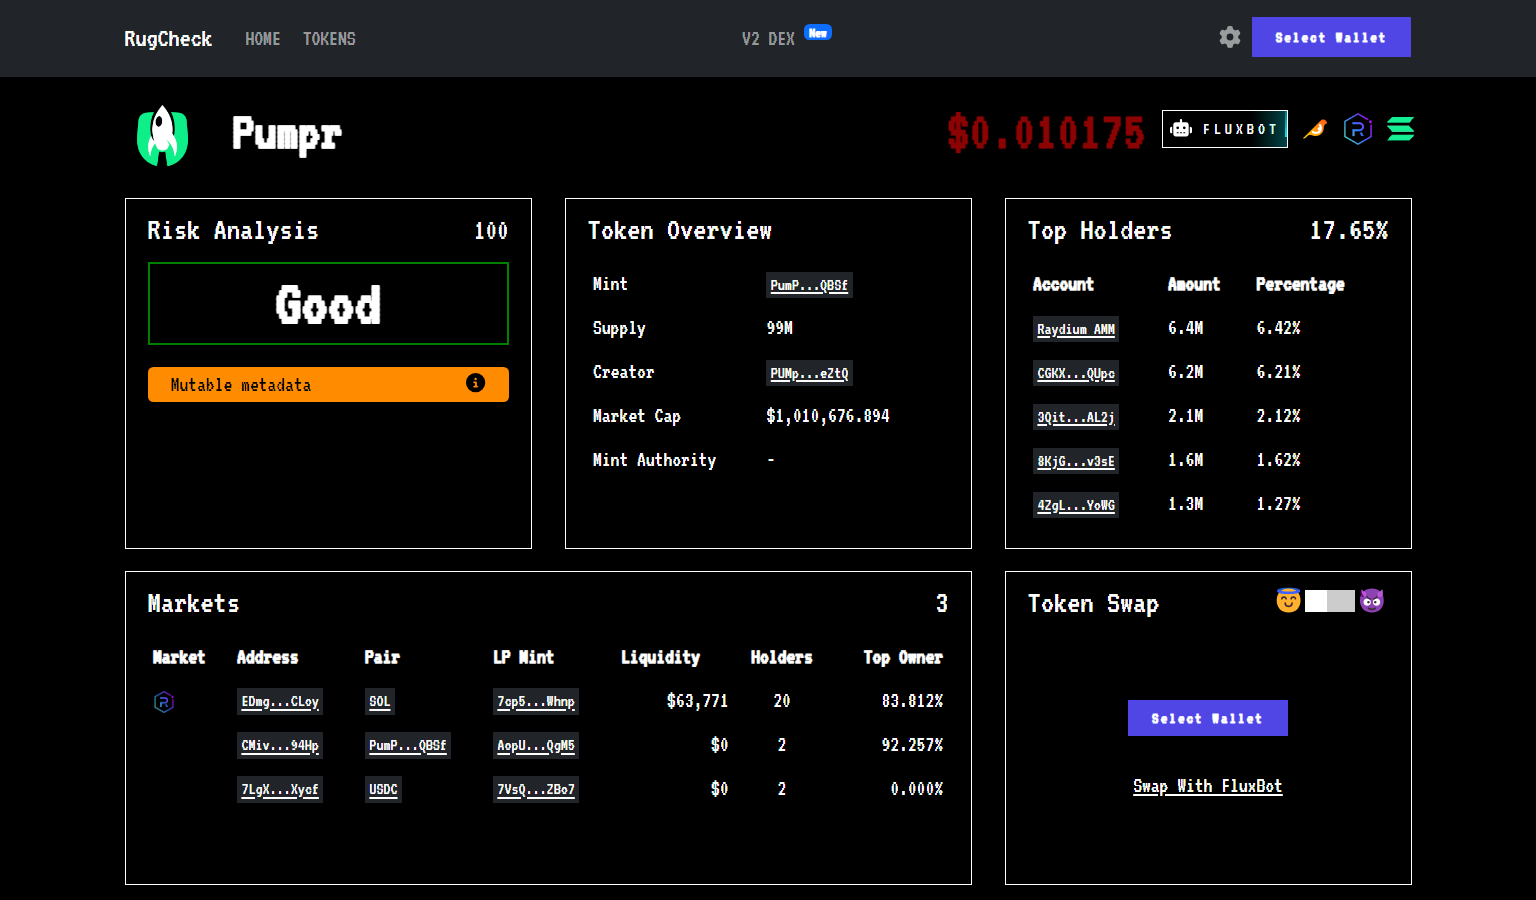 RugCheck HOME TOKENS V2 DEX New Select Wallet
Pumpr $0.010175 FLUXBOT
Risk Analysis 100
Good
Mutable metadata
Token Overview
Mint PumP...QBSf
Supply 99M
Creator PUMp...eZtQ
Market Cap $1,010,676.894
Mint Authority -
Top Holders 17.65%
Account Amount Percentage
Raydium AMM 6.4M 6.42%
CGKX...QUpc 6.2M 6.21%
3Qit...AL2j 2.1M 2.12%
8KjG...v3sE 1.6M 1.62%
4ZgL...YoWG 1.3M 1.27%
Markets 3
Market Address Pair LP Mint Liquidity Holders Top Owner
EDmg...CLoy SOL 7cp5...Whnp $63,771 20 83.812%
CMiv...94Hp PumP...QBSf AopU...QgM5 $0 2 92.257%
7LgX...Xycf USDC 7VsQ...ZBo7 $0 2 0.000%
Token Swap
Select Wallet
Swap With FluxBot